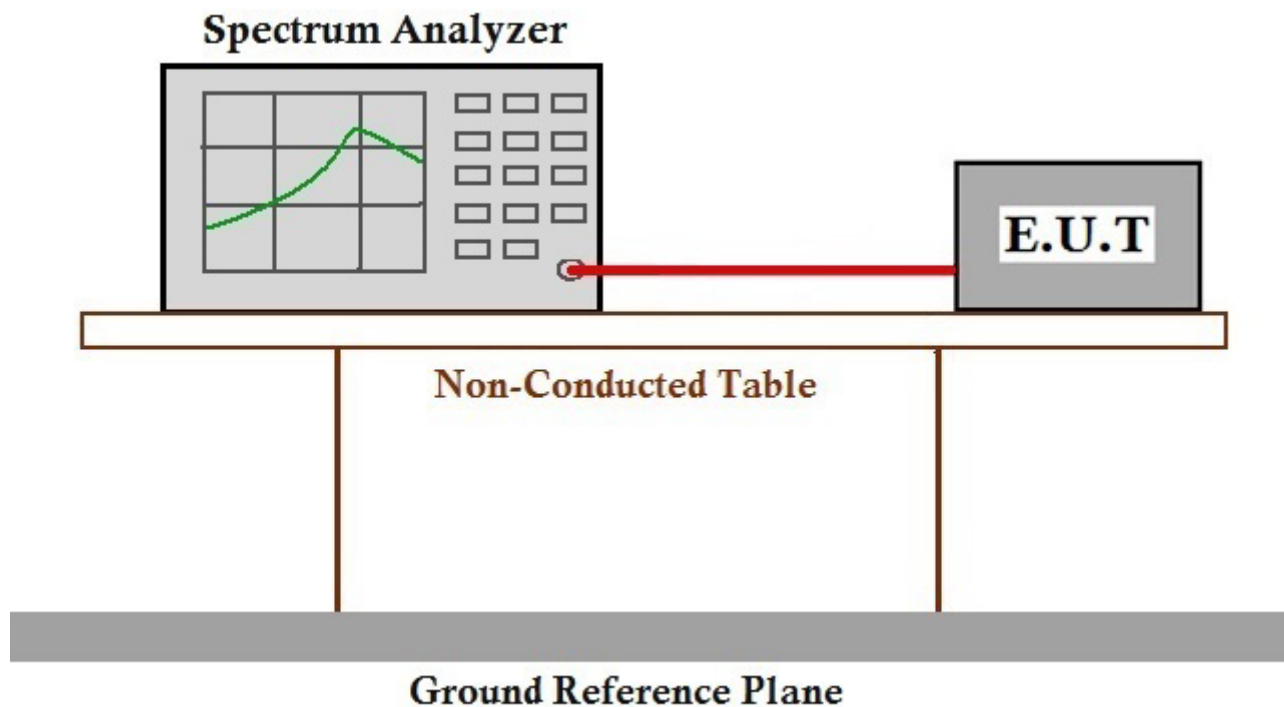 Spectrum Analyzer
E.U.T
Non-Conducted Table
Ground Reference Plane